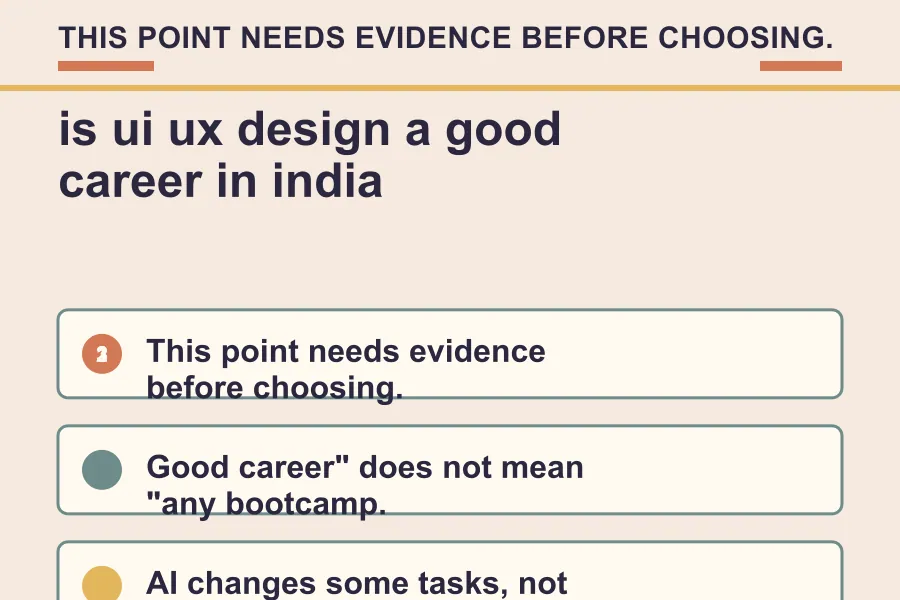 THIS POINT NEEDS EVIDENCE BEFORE CHOOSING.
is ui ux design a good
career in india
This point needs evidence
before choosing.
Good career" does not mean
"any bootcamp.
AI changes some tasks, not